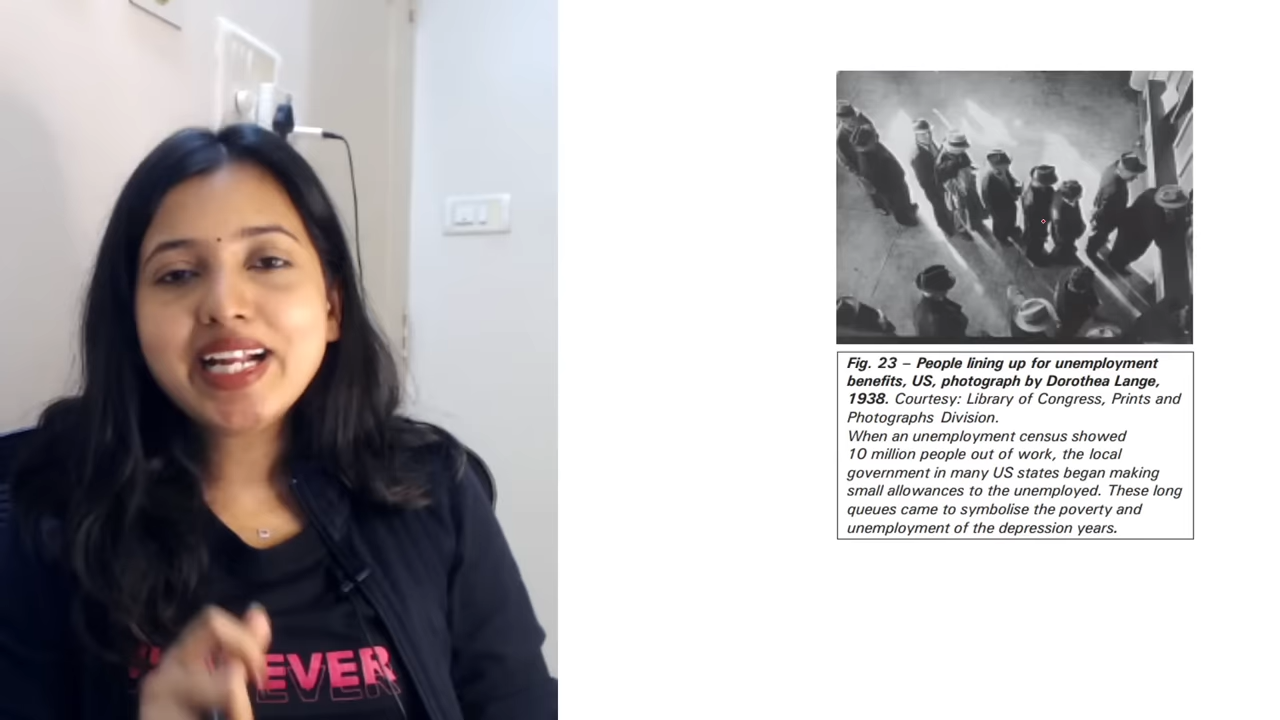 EVER
Fig. 23 – People lining up for unemployment
benefits, US, photograph by Dorothea Lange,
1938. Courtesy: Library of Congress, Prints and
Photographs Division.
When an unemployment census showed
10 million people out of work, the local
government in many US states began making
small allowances to the unemployed. These long
queues came to symbolise the poverty and
unemployment of the depression years.